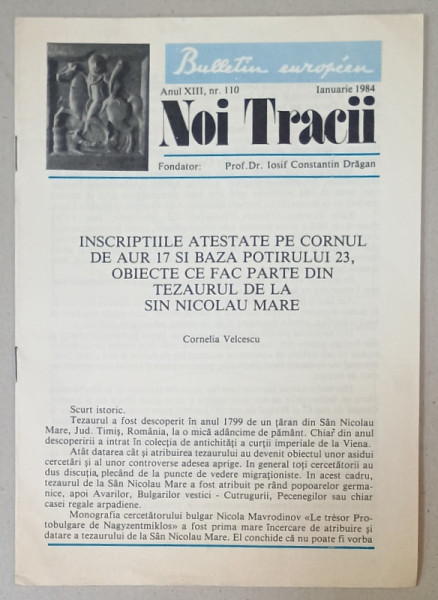 Bulletin européen
Anul XIII, nr. 110 Ianuarie 1984
Noi Tracii
Fondator: Prof. Dr. Iosif Constantin Drăgan
INSCRIPTIILE ATESTATE PE CORNUL
DE AUR 17 SI BAZA POTIRULUI 23,
OBIECTE CE FAC PARTE DIN
TEZAURUL DE LA
SIN NICOLAU MARE
Cornelia Velcescu
Scurt istoric.
Tezaurul a fost descoperit în anul 1799 de un țăran din Sân Nicolau
Mare, Jud. Timiș, România, la o mică adâncime de pământ. Chiar din anul
descoperirii a intrat în colecția de antichități a curții imperiale de la Viena.
Atât datarea cât și atribuirea tezaurului au devenit obiectul unor asidui
cercetări și al unor controverse adesea aprige. In general toți cercetătorii au
dus discuția, plecând de la puncte de vedere migraționiste. In acest cadru,
tezaurul de la Sân Nicolau Mare a fost atribuit pe rând popoarelor germa-
nice, apoi Avarilor, Bulgarilor vestici - Cutrugurii, Pecenegilor sau chiar
casei regale arpadiene.
Monografia cercetătorului bulgar Nicola Mavrodinov «Le trèsor Pro-
tobulgare de Nagyzentmiklos» a fost prima mare încercare de atribuire și
datare a tezaurului de la Sân Nicolau Mare. El conchide că nu poate fi vorba